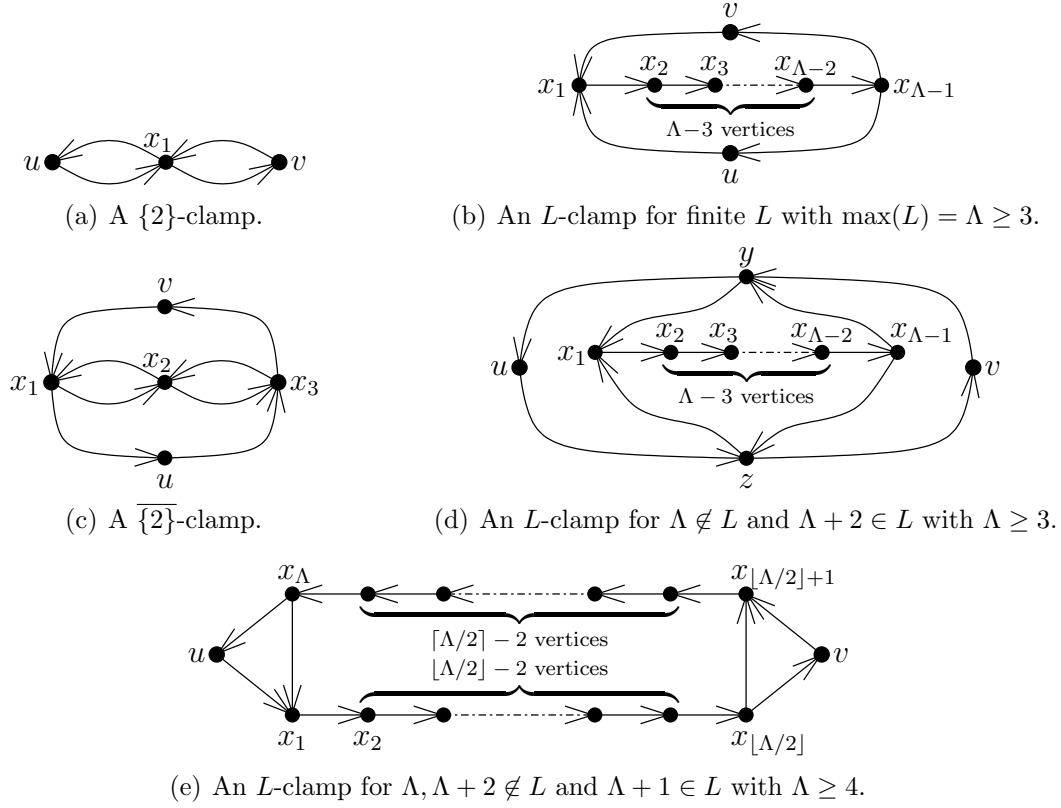 v
x_1 x_2 x_3 x_{Λ−2} x_{Λ−1}
Λ−3 vertices
u
u x_1 v
(a) A {2}-clamp.
(b) An L-clamp for finite L with max(L) = Λ ≥ 3.
v
x_1 x_2 x_3
u
(c) A \overline{{2}}-clamp.
y
u x_1 x_2 x_3 x_{Λ−2} x_{Λ−1} v
Λ − 3 vertices
z
(d) An L-clamp for Λ ∉ L and Λ + 2 ∈ L with Λ ≥ 3.
x_Λ x_{⌊Λ/2⌋+1}
⌈Λ/2⌉ − 2 vertices
u v
⌊Λ/2⌋ − 2 vertices
x_1 x_2 x_{⌊Λ/2⌋}
(e) An L-clamp for Λ, Λ + 2 ∉ L and Λ + 1 ∈ L with Λ ≥ 4.